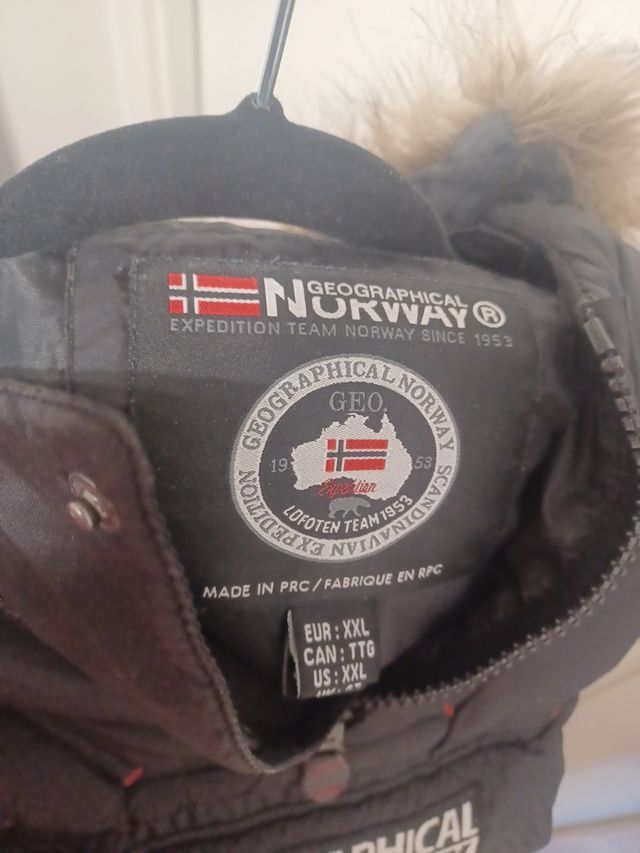 GEOGRAPHICAL
NORWAY®
EXPEDITION TEAM NORWAY SINCE 1953
GEOGRAPHICAL NORWAY SCANDINAVIAN EXPEDITION
GEO.
19 53
Expedition
LOFOTEN TEAM 1953
MADE IN PRC / FABRIQUE EN RPC
EUR : XXL
CAN : TTG
US : XXL